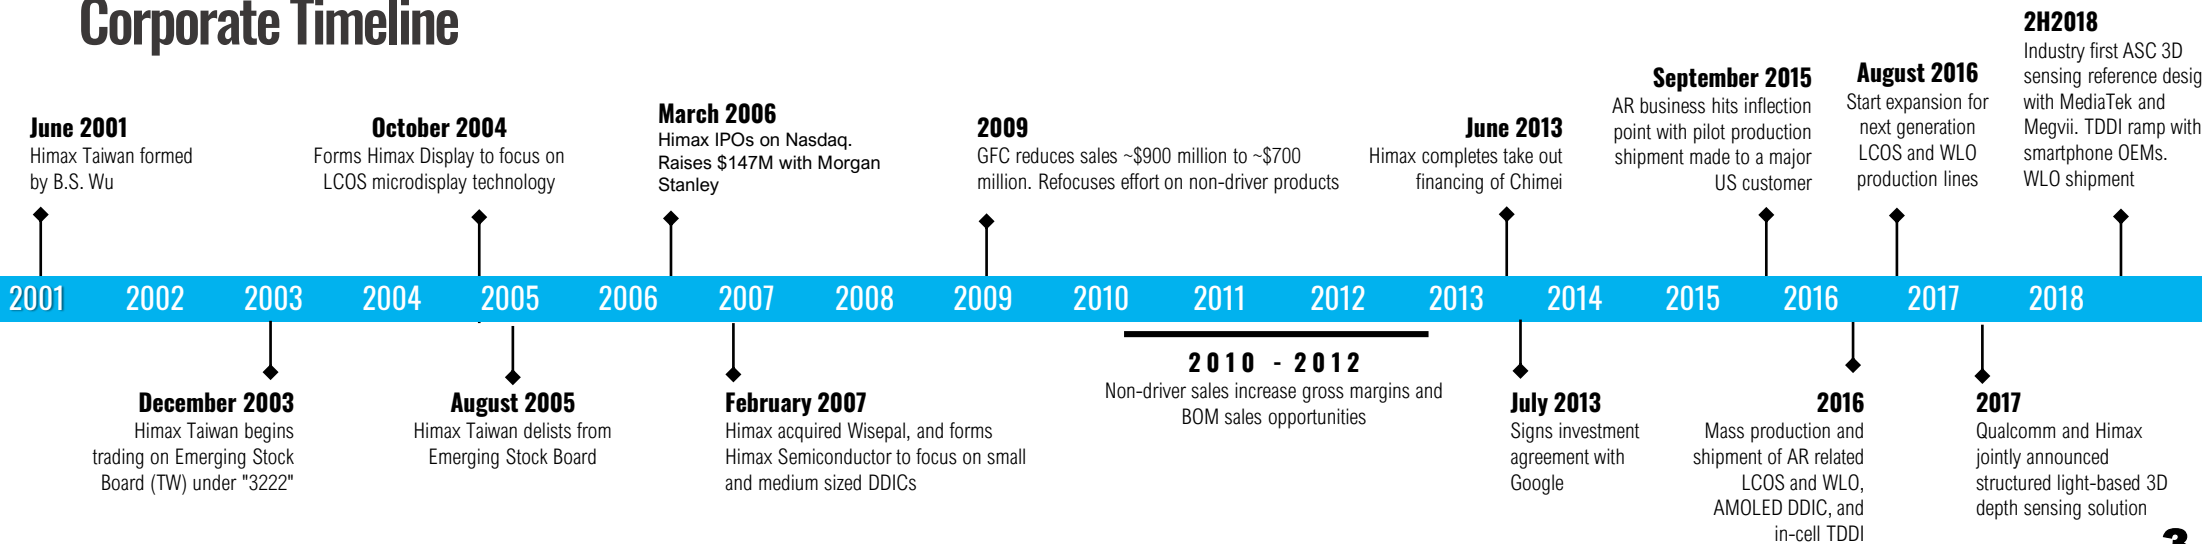 Corporate Timeline
June 2001
Himax Taiwan formed
by B.S. Wu
October 2004
Forms Himax Display to focus on
LCOS microdisplay technology
March 2006
Himax IPOs on Nasdaq.
Raises $147M with Morgan
Stanley
2009
GFC reduces sales ~$900 million to ~$700
million. Refocuses effort on non-driver products
June 2013
Himax completes take out
financing of Chimei
September 2015
AR business hits inflection
point with pilot production
shipment made to a major
US customer
August 2016
Start expansion for
next generation
LCOS and WLO
production lines
2H2018
Industry first ASC 3D
sensing reference desig
with MediaTek and
Megvii. TDDI ramp with
smartphone OEMs.
WLO shipment
2001 2002 2003 2004 2005 2006 2007 2008 2009 2010 2011 2012 2013 2014 2015 2016 2017 2018
December 2003
Himax Taiwan begins
trading on Emerging Stock
Board (TW) under "3222"
August 2005
Himax Taiwan delists from
Emerging Stock Board
February 2007
Himax acquired Wisepal, and forms
Himax Semiconductor to focus on small
and medium sized DDICs
2010 - 2012
Non-driver sales increase gross margins and
BOM sales opportunities
July 2013
Signs investment
agreement with
Google
2016
Mass production and
shipment of AR related
LCOS and WLO,
AMOLED DDIC, and
in-cell TDDI
2017
Qualcomm and Himax
jointly announced
structured light-based 3D
depth sensing solution
3